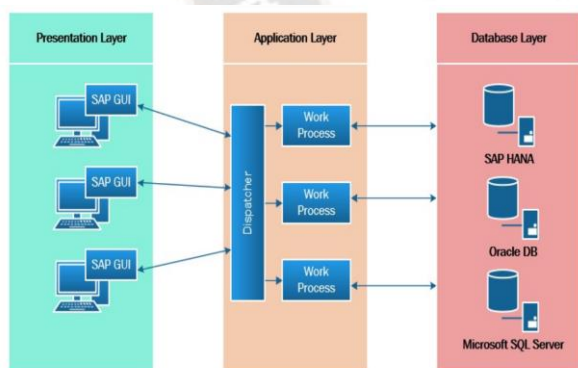 Presentation Layer
Application Layer
Database Layer
SAP GUI
SAP GUI
SAP GUI
Dispatcher
Work
Process
Work
Process
Work
Process
SAP HANA
Oracle DB
Microsoft SQL Server